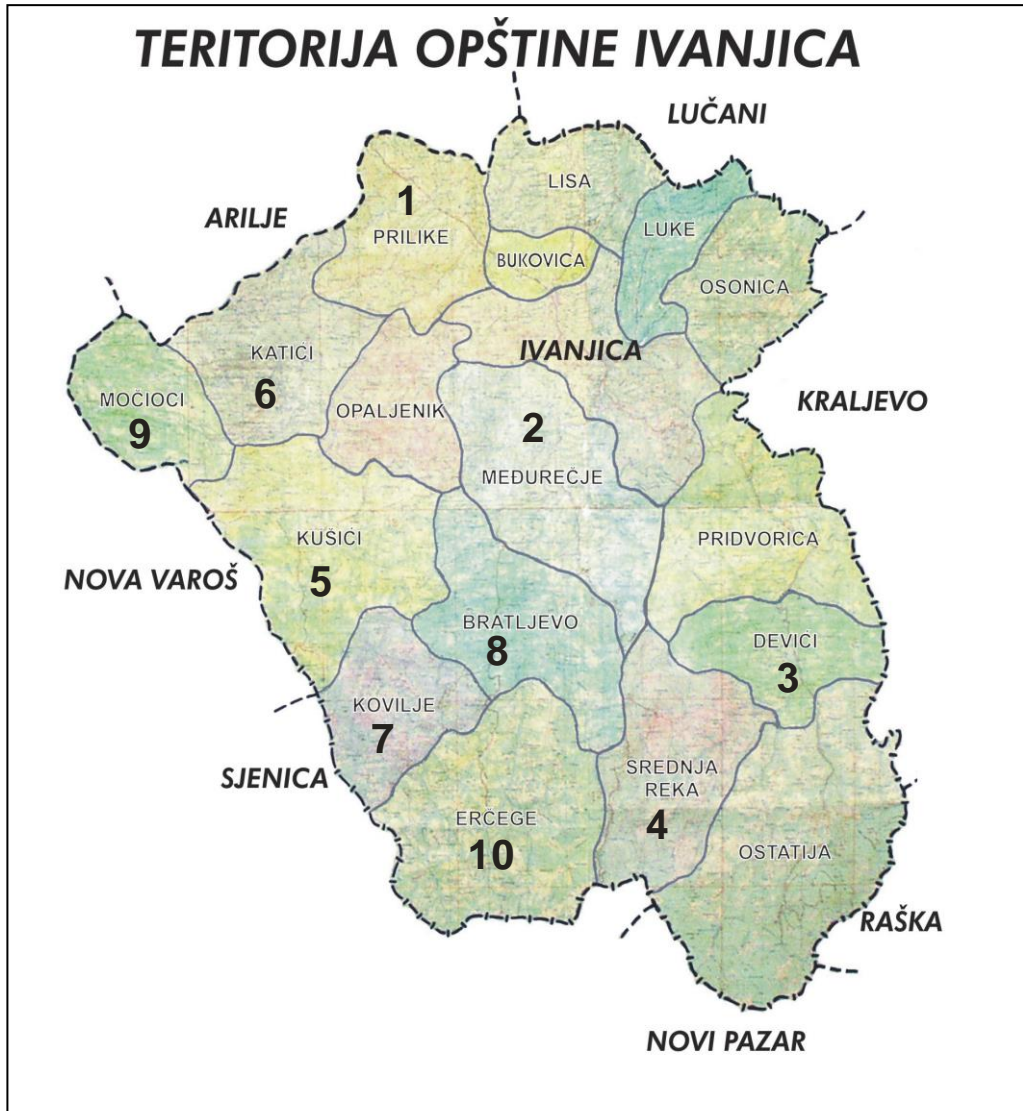 TERITORIJA OPŠTINE IVANJICA
LUČANI
LISA
1
ARILJE
PRILIKE
LUKE
BUKOVICA
OSONICA
IVANJICA
KATIĆI
6
MOČIOCI
9
OPALJENIK
KRALJEVO
2
MEĐUREČJE
KUŠIĆI
5
PRIDVORICA
NOVA VAROŠ
BRATLJEVO
8
DEVIĆI
3
KOVILJE
7
SJENICA
SREDNJA
REKA
4
ERČEGE
10
OSTATIJA
RAŠKA
NOVI PAZAR